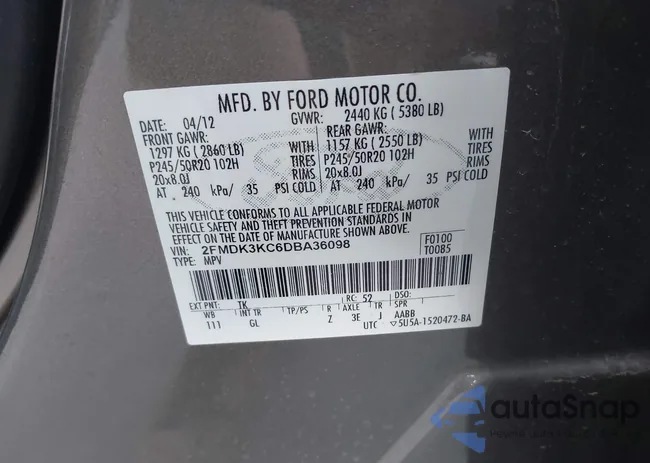 MFD. BY FORD MOTOR CO.
DATE: 04/12 GVWR: 2440 KG ( 5380 LB)
FRONT GAWR: REAR GAWR:
1297 KG ( 2860 LB) 1157 KG ( 2550 LB)
P245/50R20 102H TIRES P245/50R20 102H TIRES
20x8.0J RIMS 20x8.0J RIMS
AT 240 kPa/ 35 PSI COLD AT 240 kPa/ 35 PSI COLD
THIS VEHICLE CONFORMS TO ALL APPLICABLE FEDERAL MOTOR
VEHICLE SAFETY AND THEFT PREVENTION STANDARDS IN
EFFECT ON THE DATE OF MANUFACTURE SHOWN ABOVE.
VIN: 2FMDK3KC6DBA36098 F0100
TYPE: MPV T0085
EXT PNT: TK RC: 52 DSO:
WB INT TR TP/PS R AXLE TR SPR
111 GL Z 3E J AABB
UTC ▽5U5A-1520472-BA
autoSnap